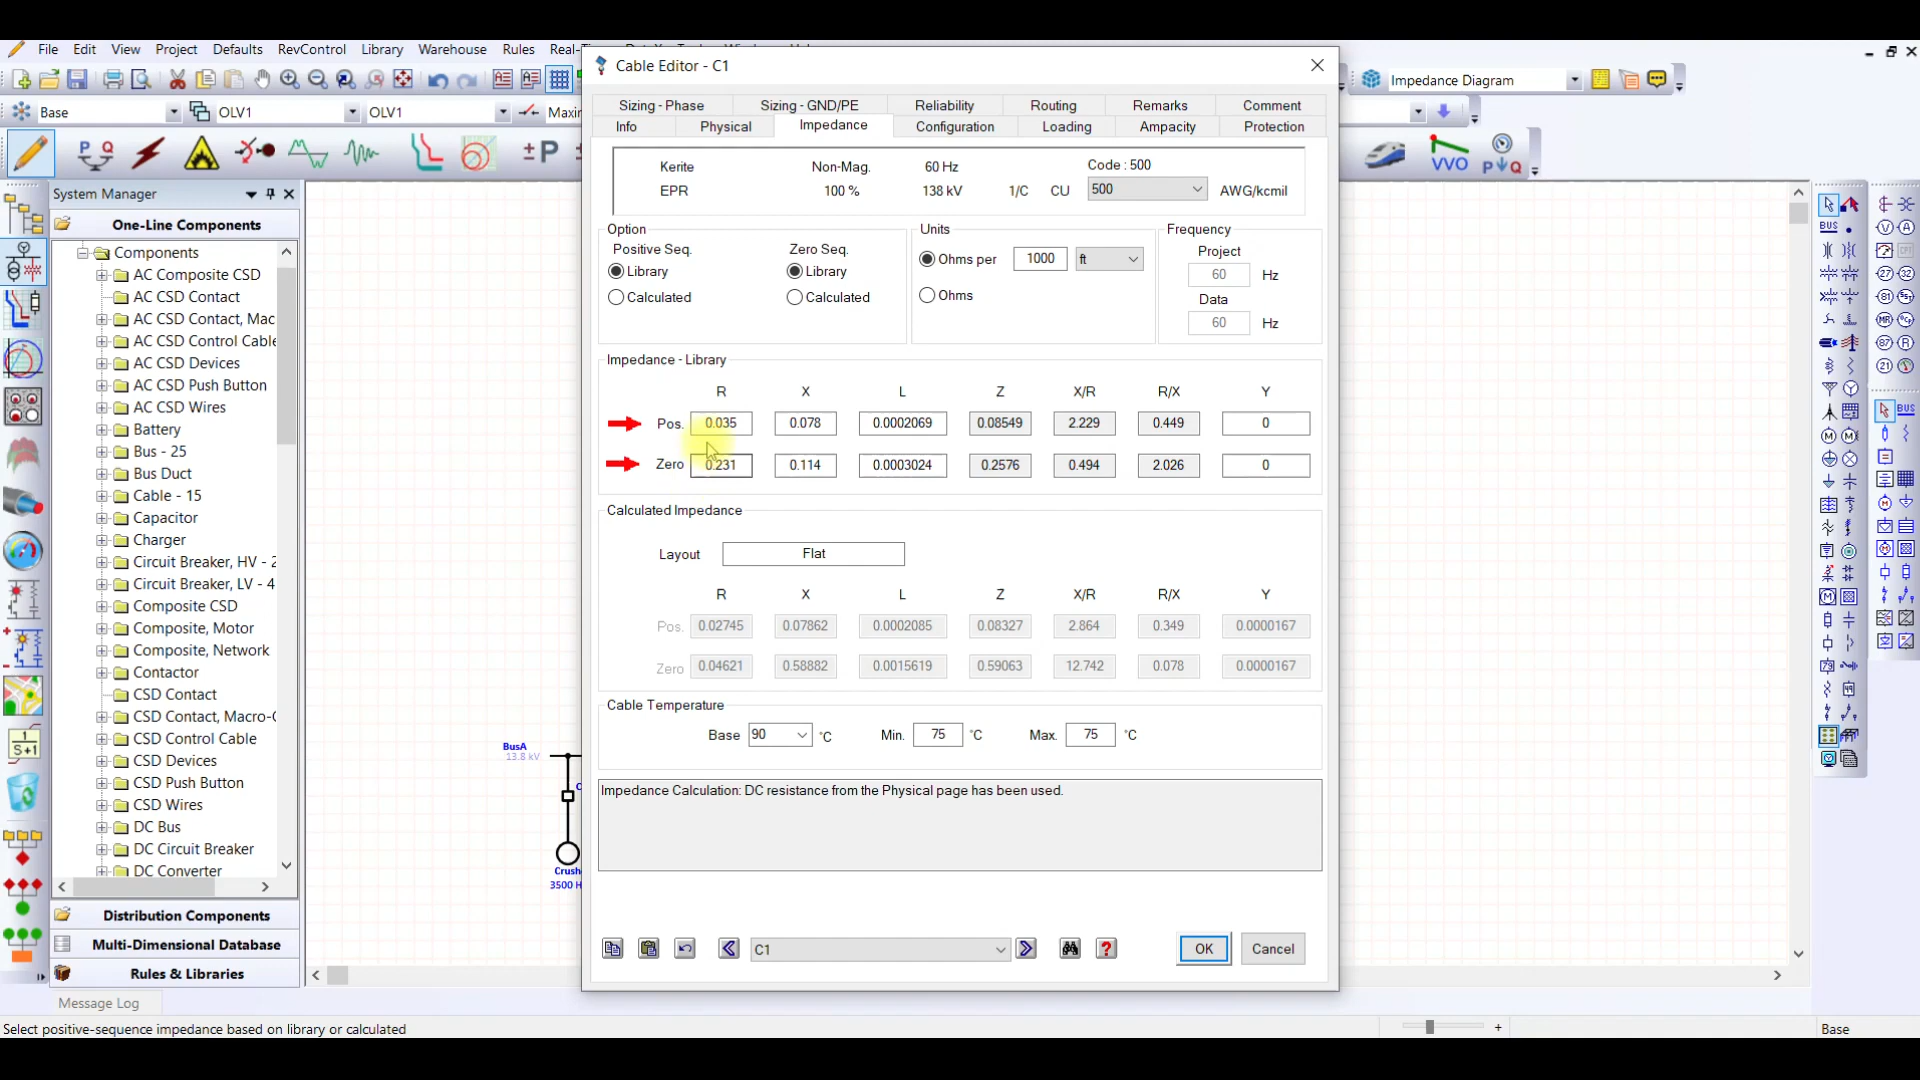 File Edit View Project Defaults RevControl Library Warehouse Rules
Cable Editor - C1
Impedance Diagram
Base OLV1 OLV1
Sizing - Phase Sizing - GND/PE Reliability Routing Remarks Comment
Info Physical Impedance Configuration Loading Ampacity Protection
System Manager
One-Line Components
Components
AC Composite CSD
AC CSD Contact
AC CSD Contact, Mac
AC CSD Control Cable
AC CSD Devices
AC CSD Push Button
AC CSD Wires
Battery
Bus - 25
Bus Duct
Cable - 15
Capacitor
Charger
Circuit Breaker, HV - 2
Circuit Breaker, LV - 4
Composite CSD
Composite, Motor
Composite, Network
Contactor
CSD Contact
CSD Contact, Macro-C
CSD Control Cable
CSD Devices
CSD Push Button
CSD Wires
DC Bus
DC Circuit Breaker
DC Converter
Distribution Components
Multi-Dimensional Database
Rules & Libraries
Message Log
Select positive-sequence impedance based on library or calculated
BusA
13.8 kV
Crush
3500 H
Kerite Non-Mag. 60 Hz Code : 500
EPR 100 % 138 kV 1/C CU 500 AWG/kcmil
Option Units Frequency
Positive Seq. Zero Seq. Project
Library Library Ohms per 1000 ft 60 Hz
Calculated Calculated Ohms Data
60 Hz
Impedance - Library
R X L Z X/R R/X Y
Pos. 0.035 0.078 0.0002069 0.08549 2.229 0.449 0
Zero 0.231 0.114 0.0003024 0.2576 0.494 2.026 0
Calculated Impedance
Layout Flat
R X L Z X/R R/X Y
Pos. 0.02745 0.07862 0.0002085 0.08327 2.864 0.349 0.0000167
Zero 0.04621 0.58882 0.0015619 0.59063 12.742 0.078 0.0000167
Cable Temperature
Base 90 °C Min. 75 °C Max. 75 °C
Impedance Calculation: DC resistance from the Physical page has been used.
C1 OK Cancel
VVO
Base